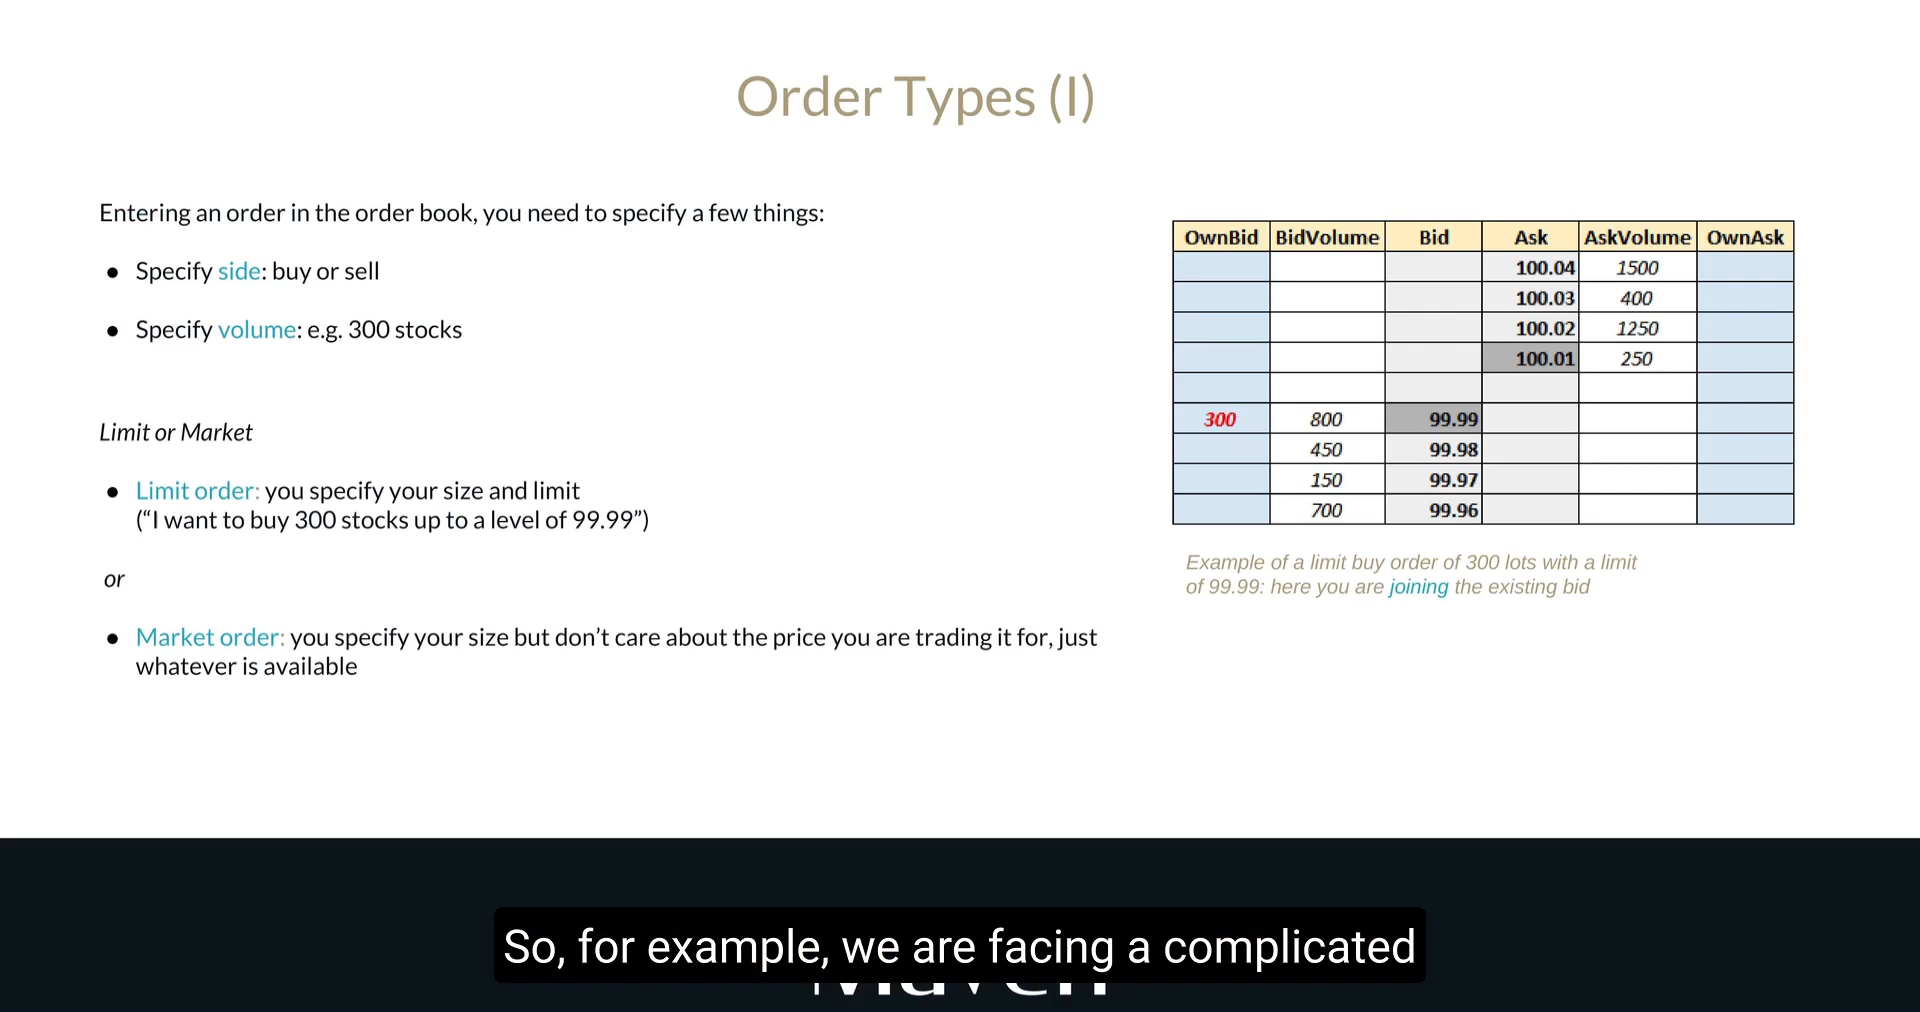 Order Types (I)
Entering an order in the order book, you need to specify a few things:
● Specify side: buy or sell
● Specify volume: e.g. 300 stocks
Limit or Market
● Limit order: you specify your size and limit
(“I want to buy 300 stocks up to a level of 99.99”)
or
● Market order: you specify your size but don’t care about the price you are trading it for, just
whatever is available
OwnBid BidVolume Bid Ask AskVolume OwnAsk
100.04 1500
100.03 400
100.02 1250
100.01 250
300 800 99.99
450 99.98
150 99.97
700 99.96
Example of a limit buy order of 300 lots with a limit
of 99.99: here you are joining the existing bid
So, for example, we are facing a complicated